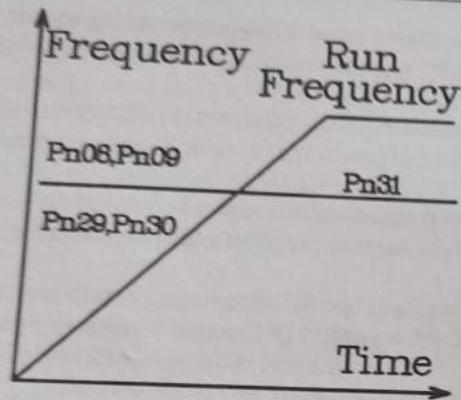 Frequency
Run
Frequency
Pn08,Pn09
Pn31
Pn29,Pn30
Time